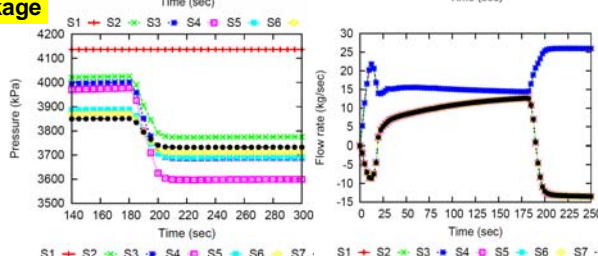 kage
Time (sec)
Time (sec)
S1 S2 S3 S4 S5 S6
4200
4100
4000
3900
3800
3700
3600
3500
Pressure (kPa)
140 160 180 200 220 240 260 280 300
Time (sec)
S1 S2 S3 S4 S5 S6 S7
30
25
20
15
10
5
0
-5
-10
-15
Flow rate (kg/sec)
0 25 50 75 100 125 150 175 200 225 250
Time (sec)
S1 S2 S3 S4 S5 S6 S7